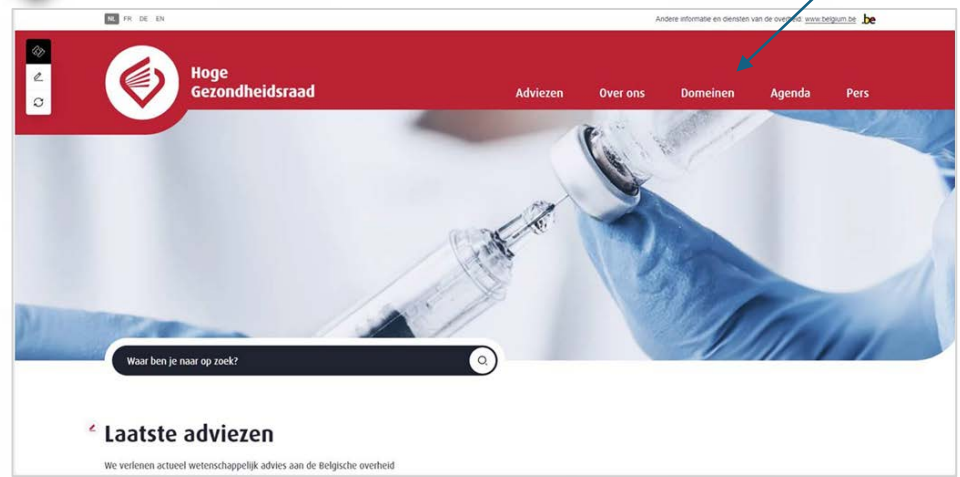 NL FR DE EN
Andere informatie en diensten van de overheid: www.belgium.be .be
Hoge
Gezondheidsraad
Adviezen Over ons Domeinen Agenda Pers
Waar ben je naar op zoek?
Laatste adviezen
We verlenen actueel wetenschappelijk advies aan de Belgische overheid